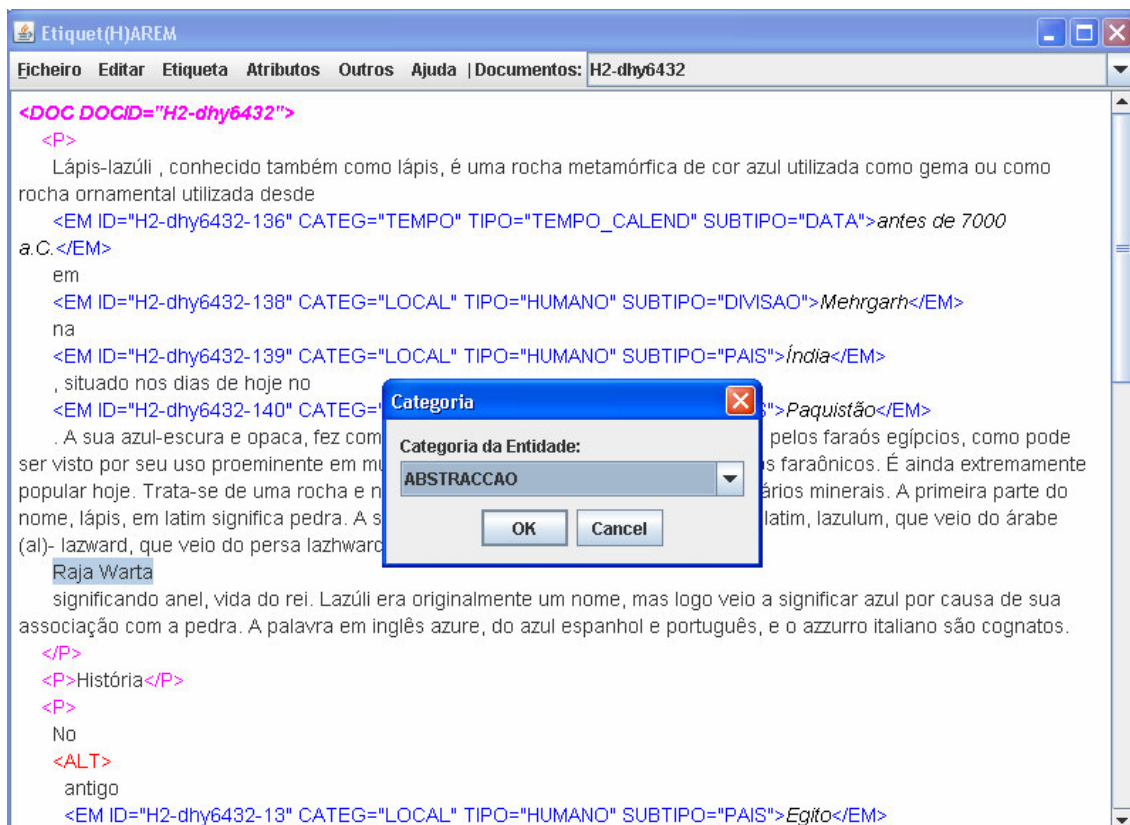 Etiquet(H)AREM
Ficheiro Editar Etiqueta Atributos Outros Ajuda | Documentos: H2-dhy6432
<DOC DOCID="H2-dhy6432">
<P>
Lápis-lazúli , conhecido também como lápis, é uma rocha metamórfica de cor azul utilizada como gema ou como
rocha ornamental utilizada desde
<EM ID="H2-dhy6432-136" CATEG="TEMPO" TIPO="TEMPO_CALEND" SUBTIPO="DATA">antes de 7000
a.C.</EM>
em
<EM ID="H2-dhy6432-138" CATEG="LOCAL" TIPO="HUMANO" SUBTIPO="DIVISAO">Mehrgarh</EM>
na
<EM ID="H2-dhy6432-139" CATEG="LOCAL" TIPO="HUMANO" SUBTIPO="PAIS">Índia</EM>
, situado nos dias de hoje no
<EM ID="H2-dhy6432-140" CATEG= S">Paquistão</EM>
. A sua azul-escura e opaca, fez com pelos faraós egípcios, como pode
ser visto por seu uso proeminente em faraônicos. É ainda extremamente
popular hoje. Trata-se de uma rocha e minerais. A primeira parte do
nome, lápis, em latim significa pedra. A latim, lazulum, que veio do árabe
(al)- lazward, que veio do persa lazhward
Categoria
Categoria da Entidade:
ABSTRACCAO
OK Cancel
Raja Warta
significando anel, vida do rei. Lazúli era originalmente um nome, mas logo veio a significar azul por causa de sua
associação com a pedra. A palavra em inglês azure, do azul espanhol e português, e o azzurro italiano são cognatos.
</P>
<P>História</P>
<P>
No
<ALT>
antigo
<EM ID="H2-dhy6432-13" CATEG="LOCAL" TIPO="HUMANO" SUBTIPO="PAIS">Egito</EM>